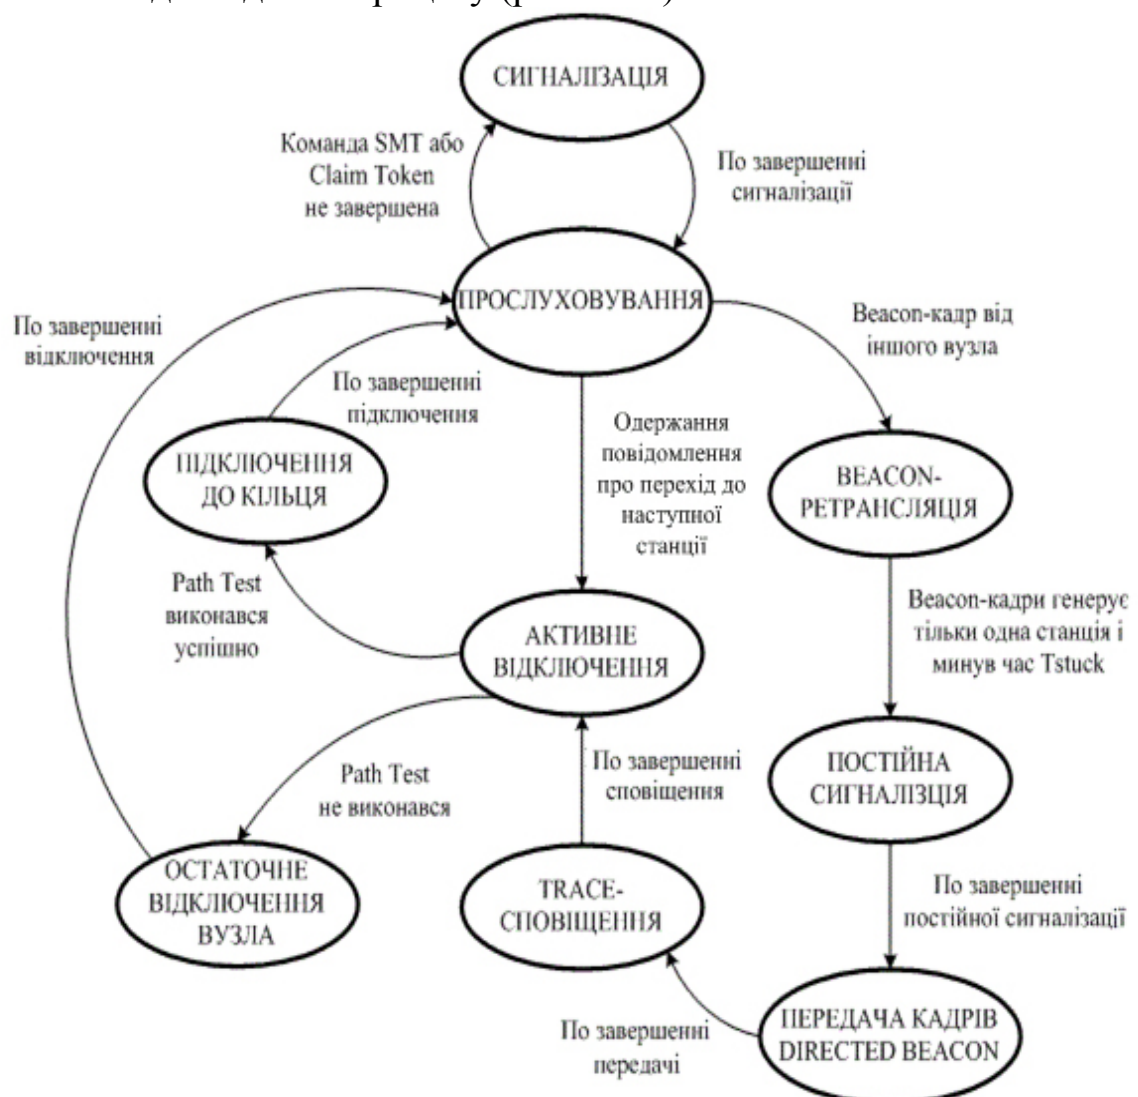 СИГНАЛІЗАЦІЯ
Команда SMT або
Claim Token
не завершена
По завершенні
сигналізації
ПРОСЛУХОВУВАННЯ
По завершенні
відключення
Beacon-кадр від
іншого вузла
По завершенні
підключення
Одержання
повідомлення
про перехід до
наступної
станції
ПІДКЛЮЧЕННЯ
ДО КІЛЬЦЯ
BEACON-
РЕТРАНСЛЯЦІЯ
Path Test
виконався
успішно
Beacon-кадри генерує
тільки одна станція і
минув час Tstuck
АКТИВНЕ
ВІДКЛЮЧЕННЯ
Path Test
не виконався
По завершенні
сповіщення
ПОСТІЙНА
СИГНАЛІЗЦІЯ
ОСТАТОЧНЕ
ВІДКЛЮЧЕННЯ
ВУЗЛА
TRACE-
СПОВІЩЕННЯ
По завершенні
постійної сигналізації
По завершенні
передачі
ПЕРЕДАЧА КАДРІВ
DIRECTED BEACON